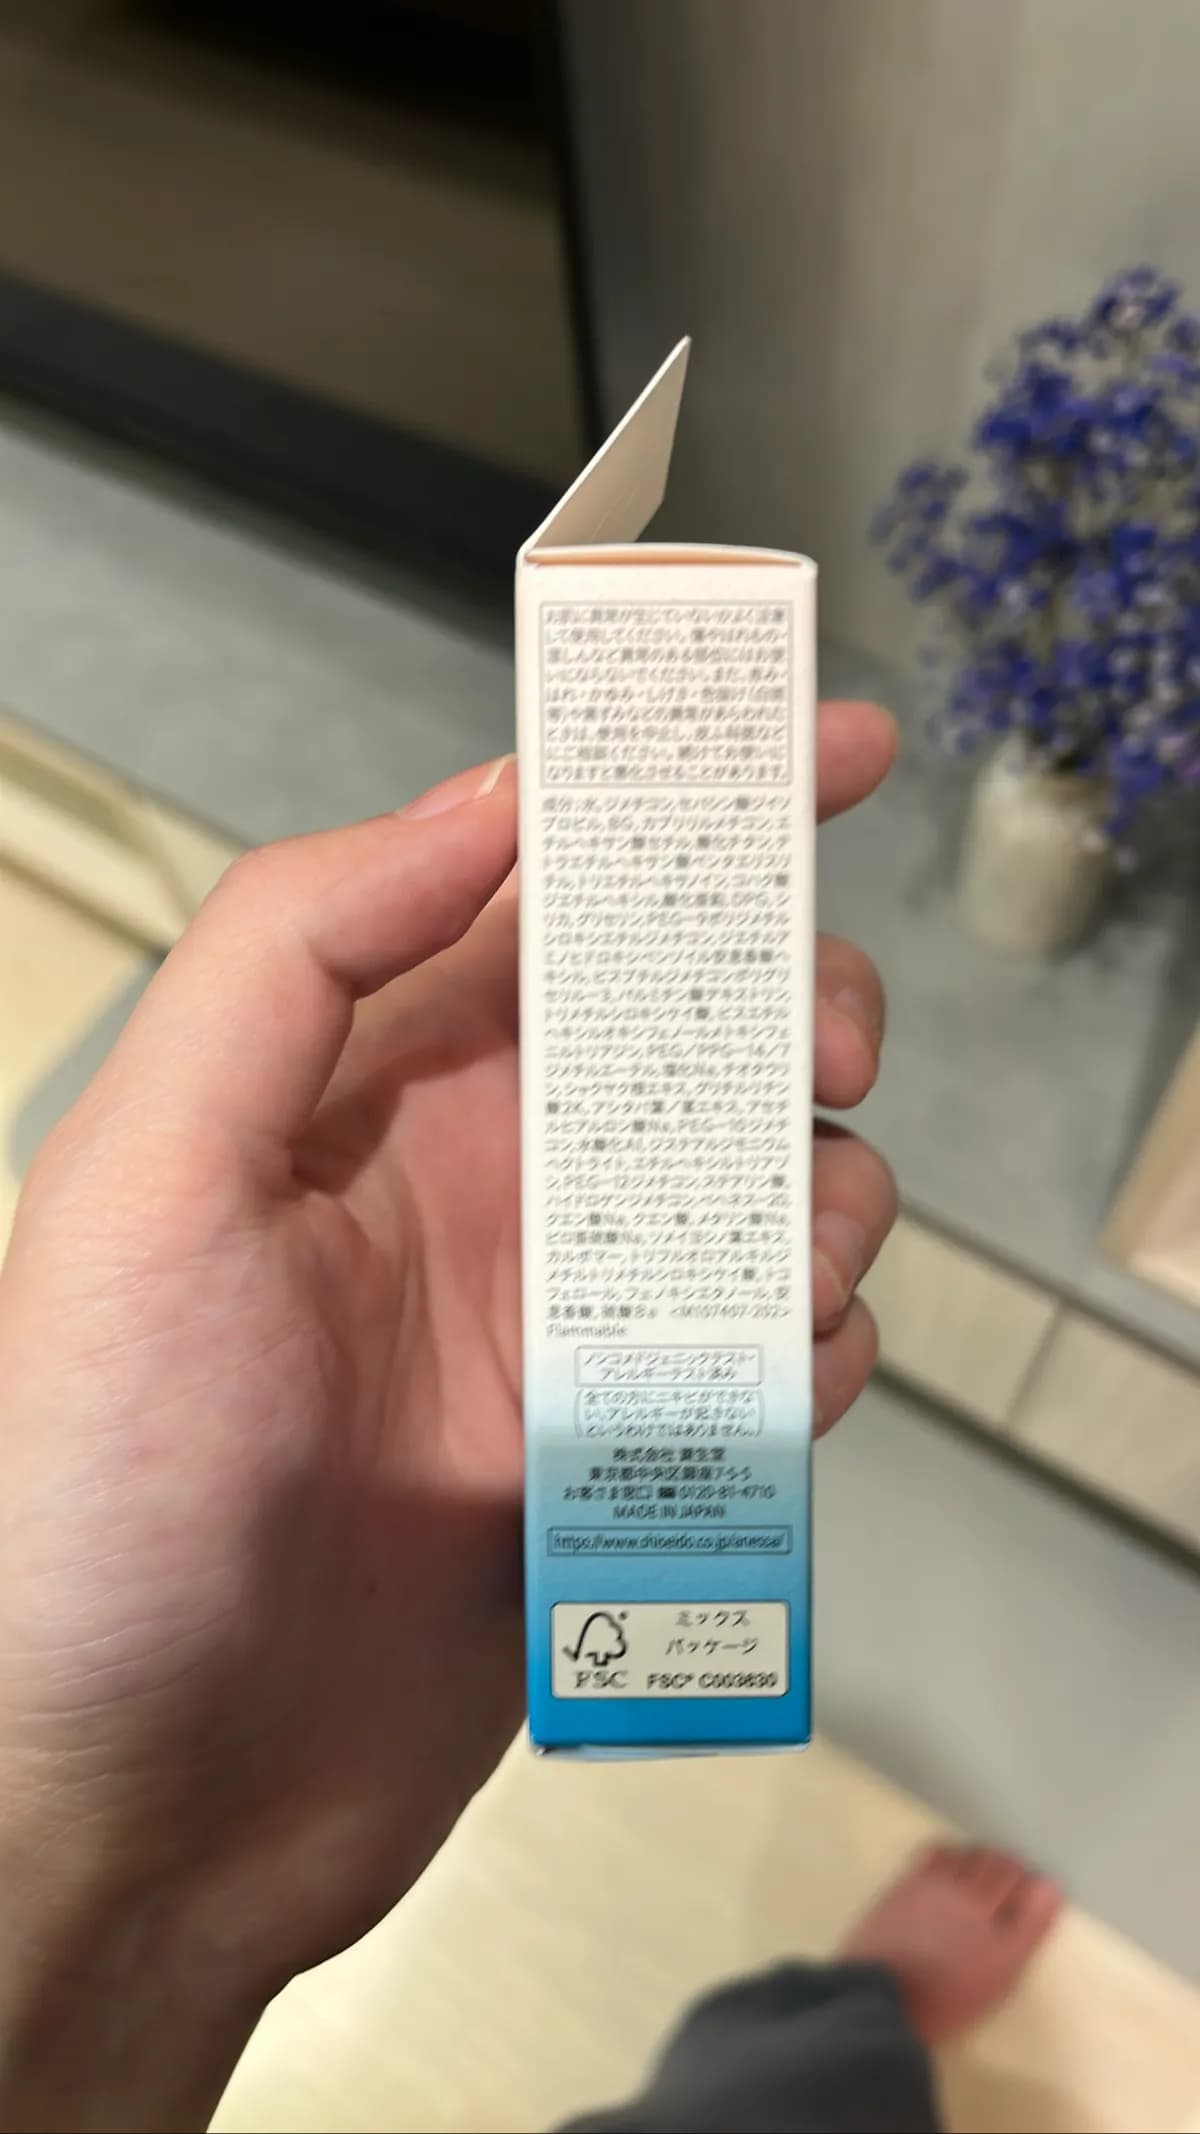 お肌に異常が生じていないかよく注意
して使用してください。傷やはれもの・
湿しんなど異常のある部位にはお使
いにならないでください。また、赤み・
はれ・かゆみ・しげき・色抜け（白斑
等）や黒ずみなどの異常があらわれた
ときは、使用を中止し、皮ふ科医など
にご相談ください。続けてお使いに
なりますと悪化させることがあります。
成分:水,ジメチコン,セバシン酸ジイソ
プロピル,BG,カプリリルメチコン,エ
チルヘキサン酸セチル,酸化チタン,テ
トラエチルヘキサン酸ペンタエリスリ
チル,トリエチルヘキサノイン,コハク酸
ジエチルヘキシル,酸化亜鉛,DPG,シ
リカ,グリセリン,PEG－9ポリジメチル
シロキシエチルジメチコン,ジエチルア
ミノヒドロキシベンゾイル安息香酸ヘ
キシル,ビスブチルジメチコンポリグリ
セリル－3,パルミチン酸デキストリン,
トリメチルシロキシケイ酸,ビスエチル
ヘキシルオキシフェノールメトキシフェ
ニルトリアジン,PEG／PPG－14／7
ジメチルエーテル,塩化Na,チオタウリ
ン,シャクヤク根エキス,グリチルリチン
酸2K,アシタバ葉／茎エキス,アセチ
ルヒアルロン酸Na,PEG－10ジメチ
コン,水酸化Al,ジステアルジモニウム
ヘクトライト,エチルヘキシルトリアゾ
ン,PEG－12ジメチコン,ステアリン酸,
ハイドロゲンジメチコン,ベヘネス－20,
クエン酸Na,クエン酸,メタリン酸Na,
ピロ亜硫酸Na,ソメイヨシノ葉エキス,
カルボマー,トリフルオロアルキルジ
メチルトリメチルシロキシケイ酸,トコ
フェロール,フェノキシエタノール,安
息香酸,硫酸Ba <M107407-202>
Flammable
ノンコメドジェニックテスト・
アレルギーテスト済み
全ての方にニキビができな
い、アレルギーが起きない
というわけではありません。
株式会社 資生堂
東京都中央区銀座7-5-5
お客さま窓口 ☎ 0120-81-4710
MADE IN JAPAN
https://www.shiseido.co.jp/anessa/
ミックス
パッケージ
FSC FSC® C003630